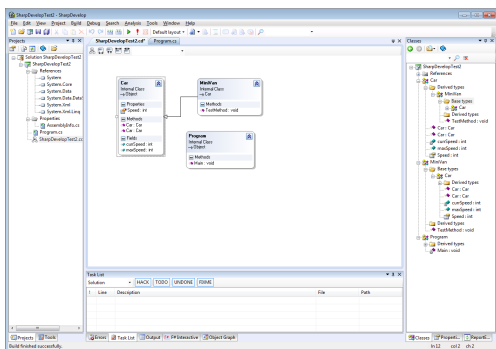 SharpDevelopTest2 - SharpDevelop
File Edit View Project Build Debug Search Analysis Tools Window Help
Default layout
Projects
SharpDevelopTest2.cd* Program.cs
Classes
Solution SharpDevelopTest2
SharpDevelopTest2
References
System
System.Core
System.Data
System.Data.DataS
System.Xml
System.Xml.Linq
Properties
AssemblyInfo.cs
Program.cs
SharpDevelopTest2.c
Car
Internal Class
Object
Properties
Speed : int
Methods
Car : Car
Car : Car
Fields
currSpeed : int
maxSpeed : int
MiniVan
Internal Class
Car
Methods
TestMethod : void
Program
Internal Class
Object
Methods
Main : void
SharpDevelopTest2
References
Car
Derived types
MiniVan
Base types
Car
Derived types
TestMethod : void
Car : Car
Car : Car
currSpeed : int
maxSpeed : int
Speed : int
MiniVan
Base types
Car
Derived types
Car : Car
Car : Car
currSpeed : int
maxSpeed : int
Speed : int
Derived types
TestMethod : void
Program
Derived types
Main : void
Task List
Solution HACK TODO UNDONE FIXME
! Line Description File Path
Projects Tools
Errors Task List Output F# Interactive Object Graph
Classes Properti... ReportE...
Build finished successfully.
ln 12 col 2 ch 2